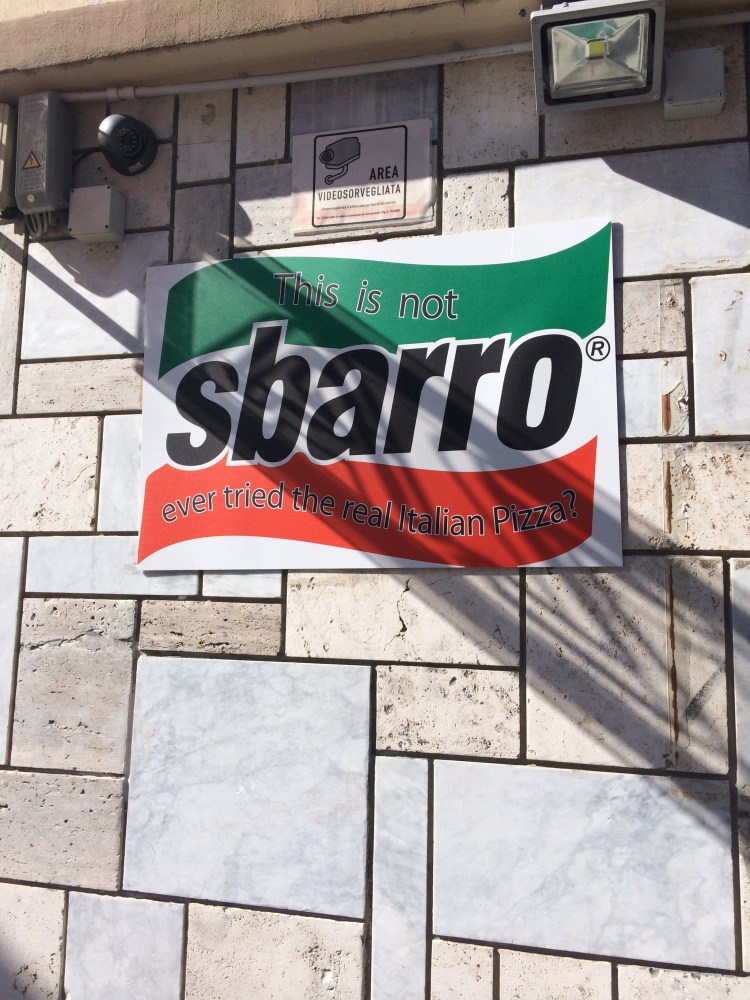 AREA
VIDEOSORVEGLIATA
This is not
sbarro®
ever tried the real Italian Pizza?